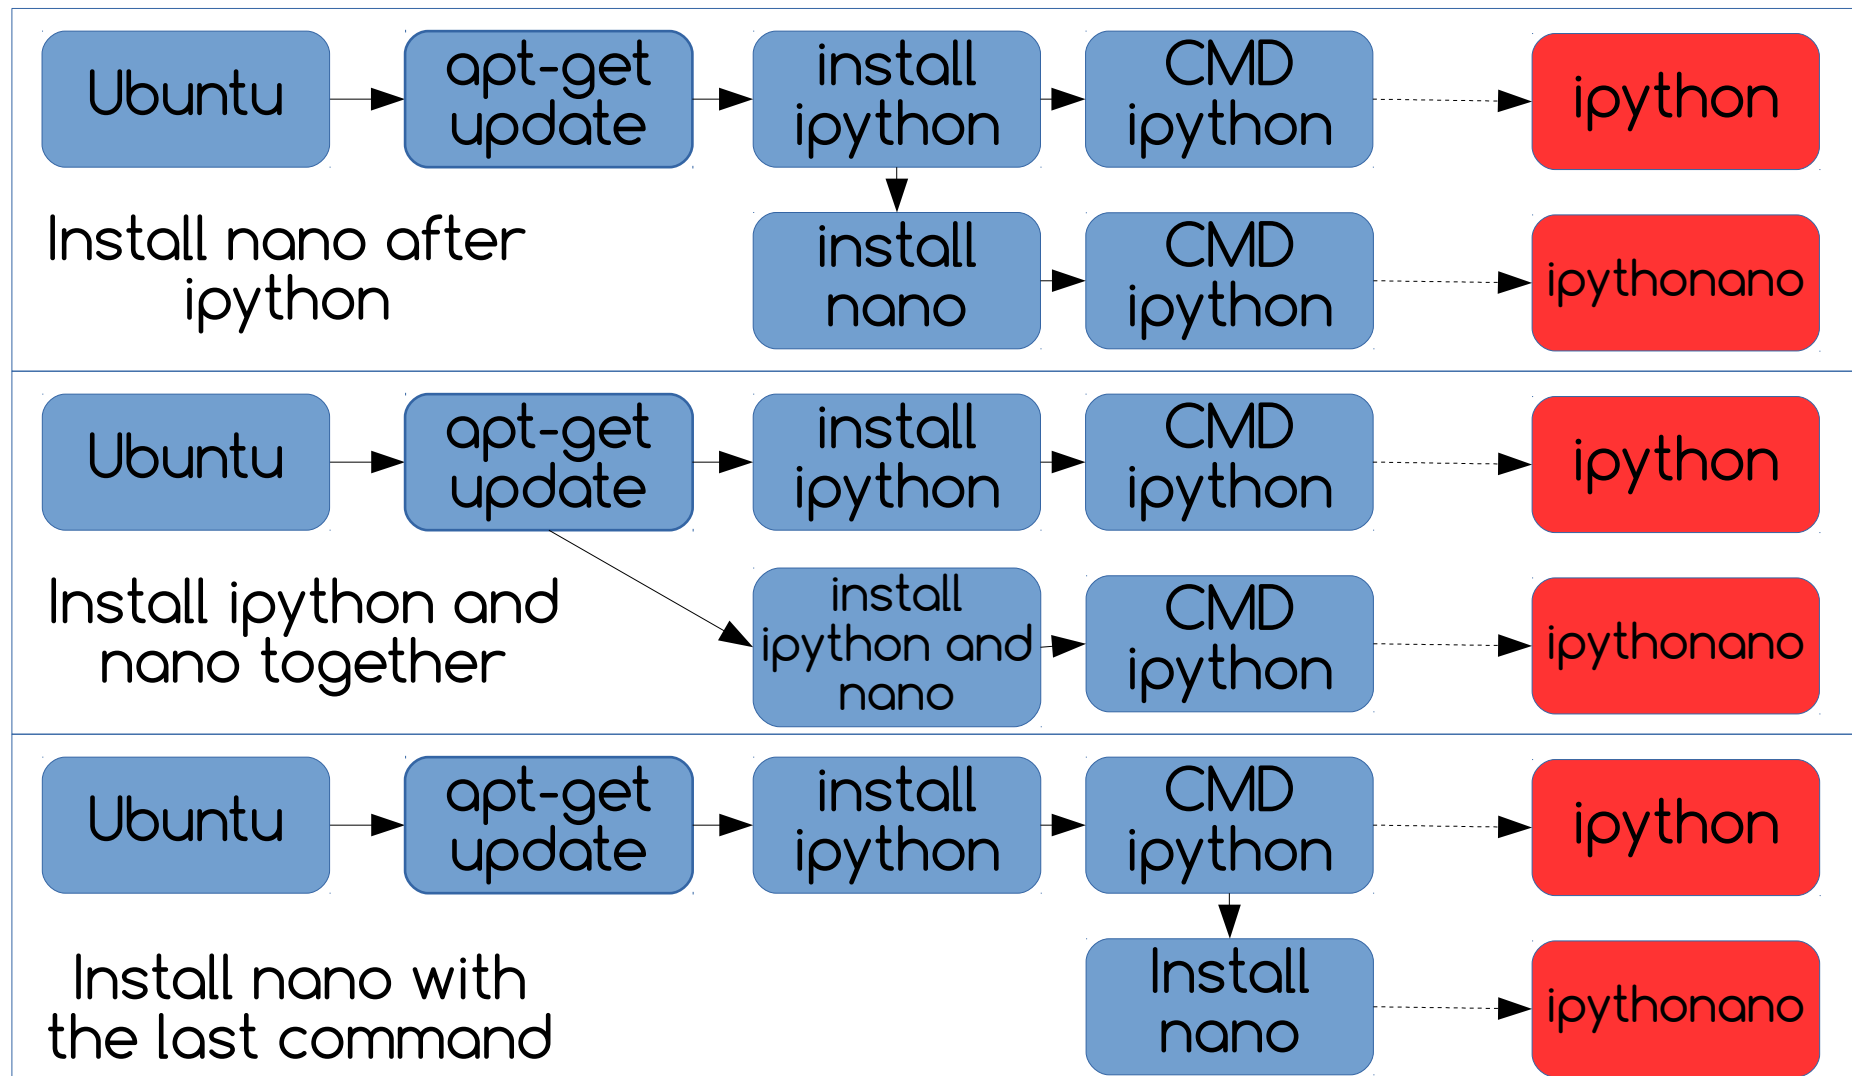 Ubuntu
apt-get
update
install
ipython
CMD
ipython
ipython
Install nano after
ipython
install
nano
CMD
ipython
ipythonano
Ubuntu
apt-get
update
install
ipython
CMD
ipython
ipython
Install ipython and
nano together
install
ipython and
nano
CMD
ipython
ipythonano
Ubuntu
apt-get
update
install
ipython
CMD
ipython
ipython
Install nano with
the last command
Install
nano
ipythonano